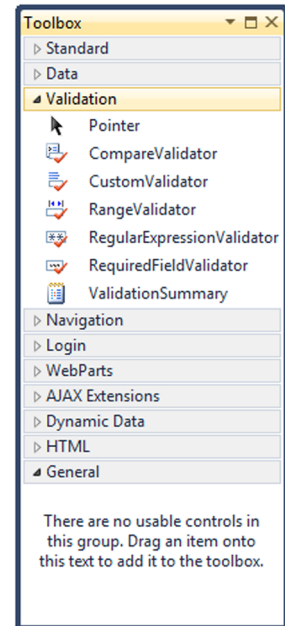 Toolbox
Standard
Data
Validation
Pointer
CompareValidator
CustomValidator
RangeValidator
RegularExpressionValidator
RequiredFieldValidator
ValidationSummary
Navigation
Login
WebParts
AJAX Extensions
Dynamic Data
HTML
General
There are no usable controls in
this group. Drag an item onto
this text to add it to the toolbox.